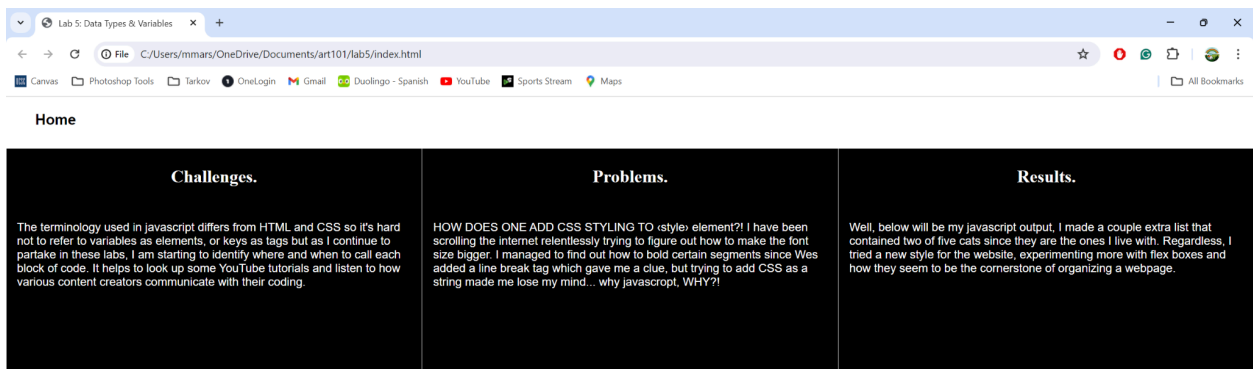 Lab 5: Data Types & Variables
File C:/Users/mmars/OneDrive/Documents/art101/lab5/index.html
Canvas Photoshop Tools Tarkov OneLogin Gmail Duolingo - Spanish YouTube Sports Stream Maps All Bookmarks
Home
Challenges.
The terminology used in javascript differs from HTML and CSS so it's hard
not to refer to variables as elements, or keys as tags but as I continue to
partake in these labs, I am starting to identify where and when to call each
block of code. It helps to look up some YouTube tutorials and listen to how
various content creators communicate with their coding.
Problems.
HOW DOES ONE ADD CSS STYLING TO ‹style› element?! I have been
scrolling the internet relentlessly trying to figure out how to make the font
size bigger. I managed to find out how to bold certain segments since Wes
added a line break tag which gave me a clue, but trying to add CSS as a
string made me lose my mind... why javascropt, WHY?!
Results.
Well, below will be my javascript output, I made a couple extra list that
contained two of five cats since they are the ones I live with. Regardless, I
tried a new style for the website, experimenting more with flex boxes and
how they seem to be the cornerstone of organizing a webpage.